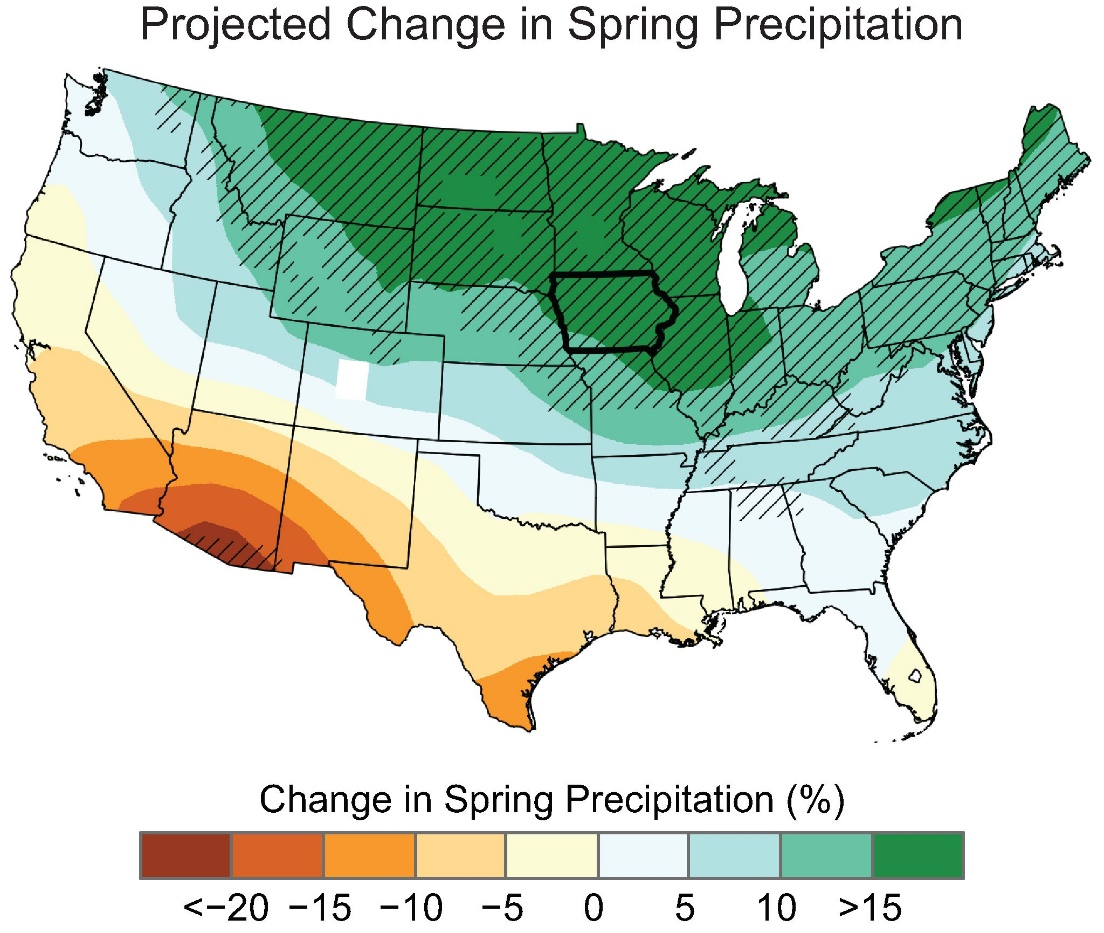 Projected Change in Spring Precipitation
Change in Spring Precipitation (%)
<−20 −15 −10 −5 0 5 10 >15